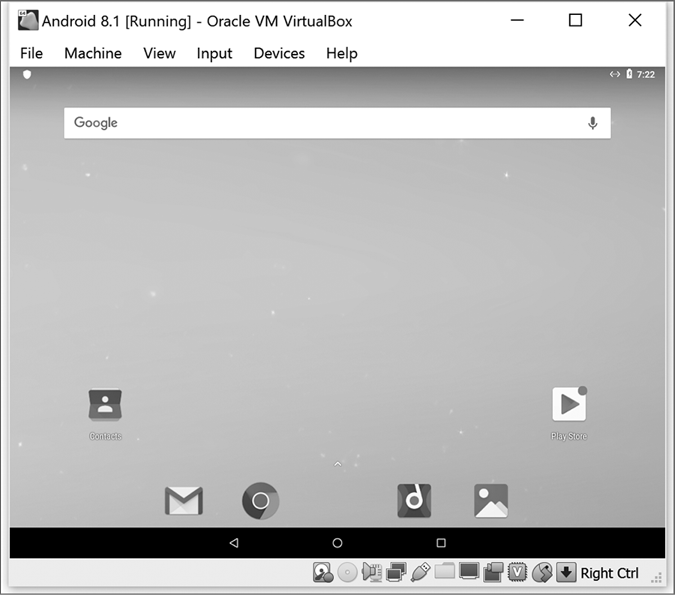 Android 8.1 [Running] - Oracle VM VirtualBox
File Machine View Input Devices Help
7:22
Google
Contacts
Play Store
Right Ctrl